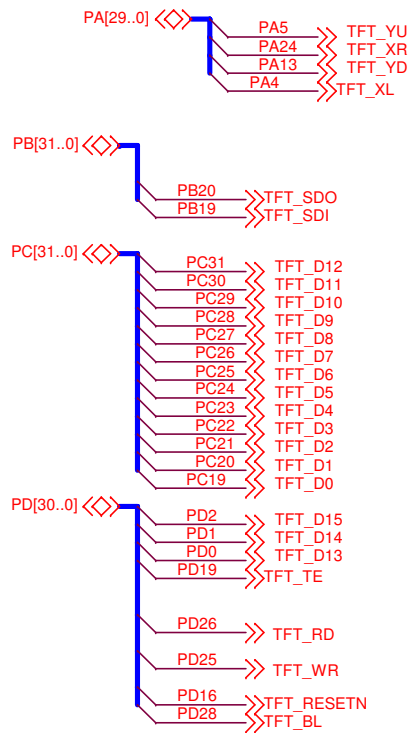 PA[29..0]
PA5 TFT_YU
PA24 TFT_XR
PA13 TFT_YD
PA4 TFT_XL
PB[31..0]
PB20 TFT_SDO
PB19 TFT_SDI
PC[31..0]
PC31 TFT_D12
PC30 TFT_D11
PC29 TFT_D10
PC28 TFT_D9
PC27 TFT_D8
PC26 TFT_D7
PC25 TFT_D6
PC24 TFT_D5
PC23 TFT_D4
PC22 TFT_D3
PC21 TFT_D2
PC20 TFT_D1
PC19 TFT_D0
PD[30..0]
PD2 TFT_D15
PD1 TFT_D14
PD0 TFT_D13
PD19 TFT_TE
PD26 TFT_RD
PD25 TFT_WR
PD16 TFT_RESETN
PD28 TFT_BL